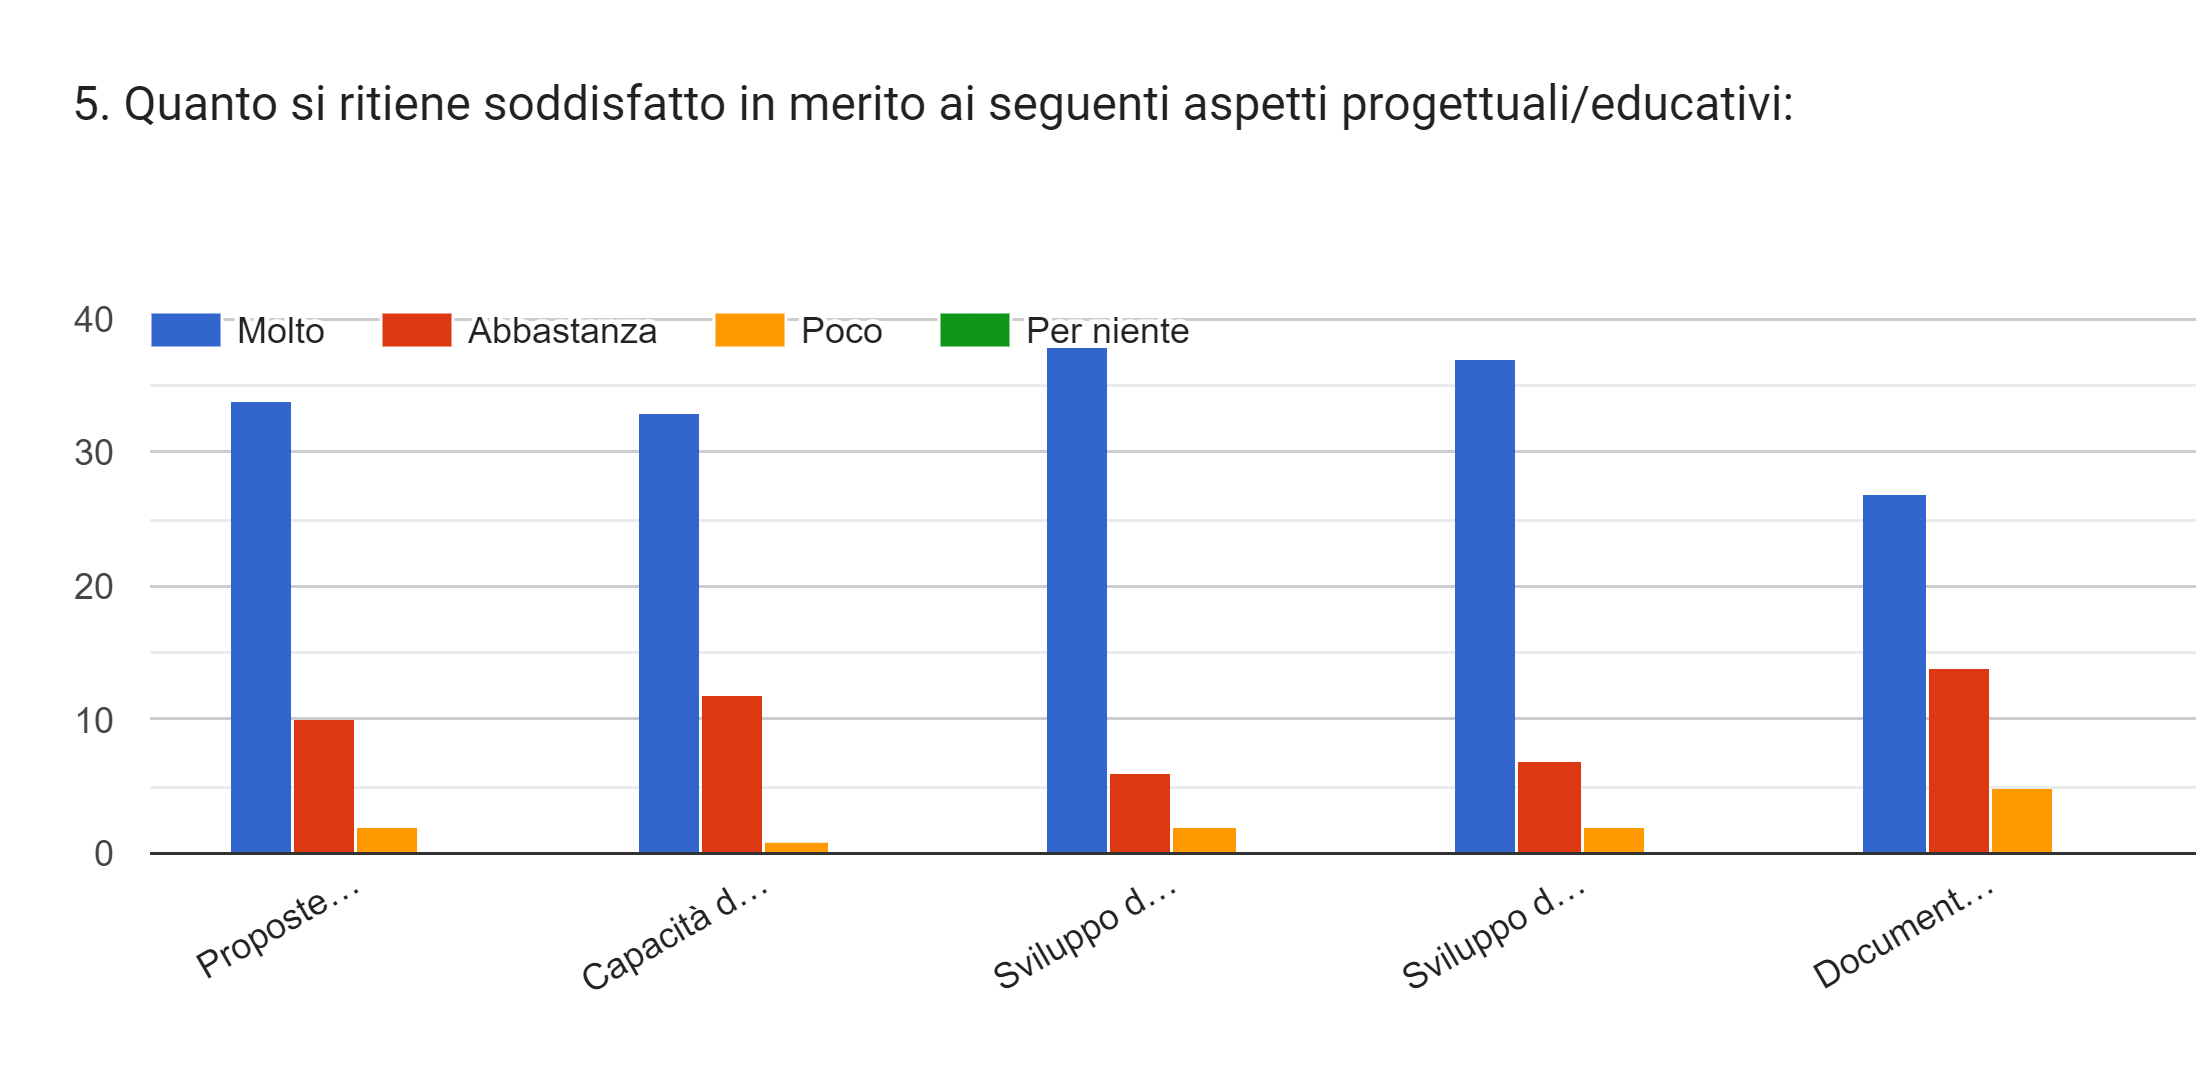 5. Quanto si ritiene soddisfatto in merito ai seguenti aspetti progettuali/educativi:
Molto Abbastanza Poco Per niente
40
30
20
10
0
Proposte…
Capacità d…
Sviluppo d…
Sviluppo d…
Document…